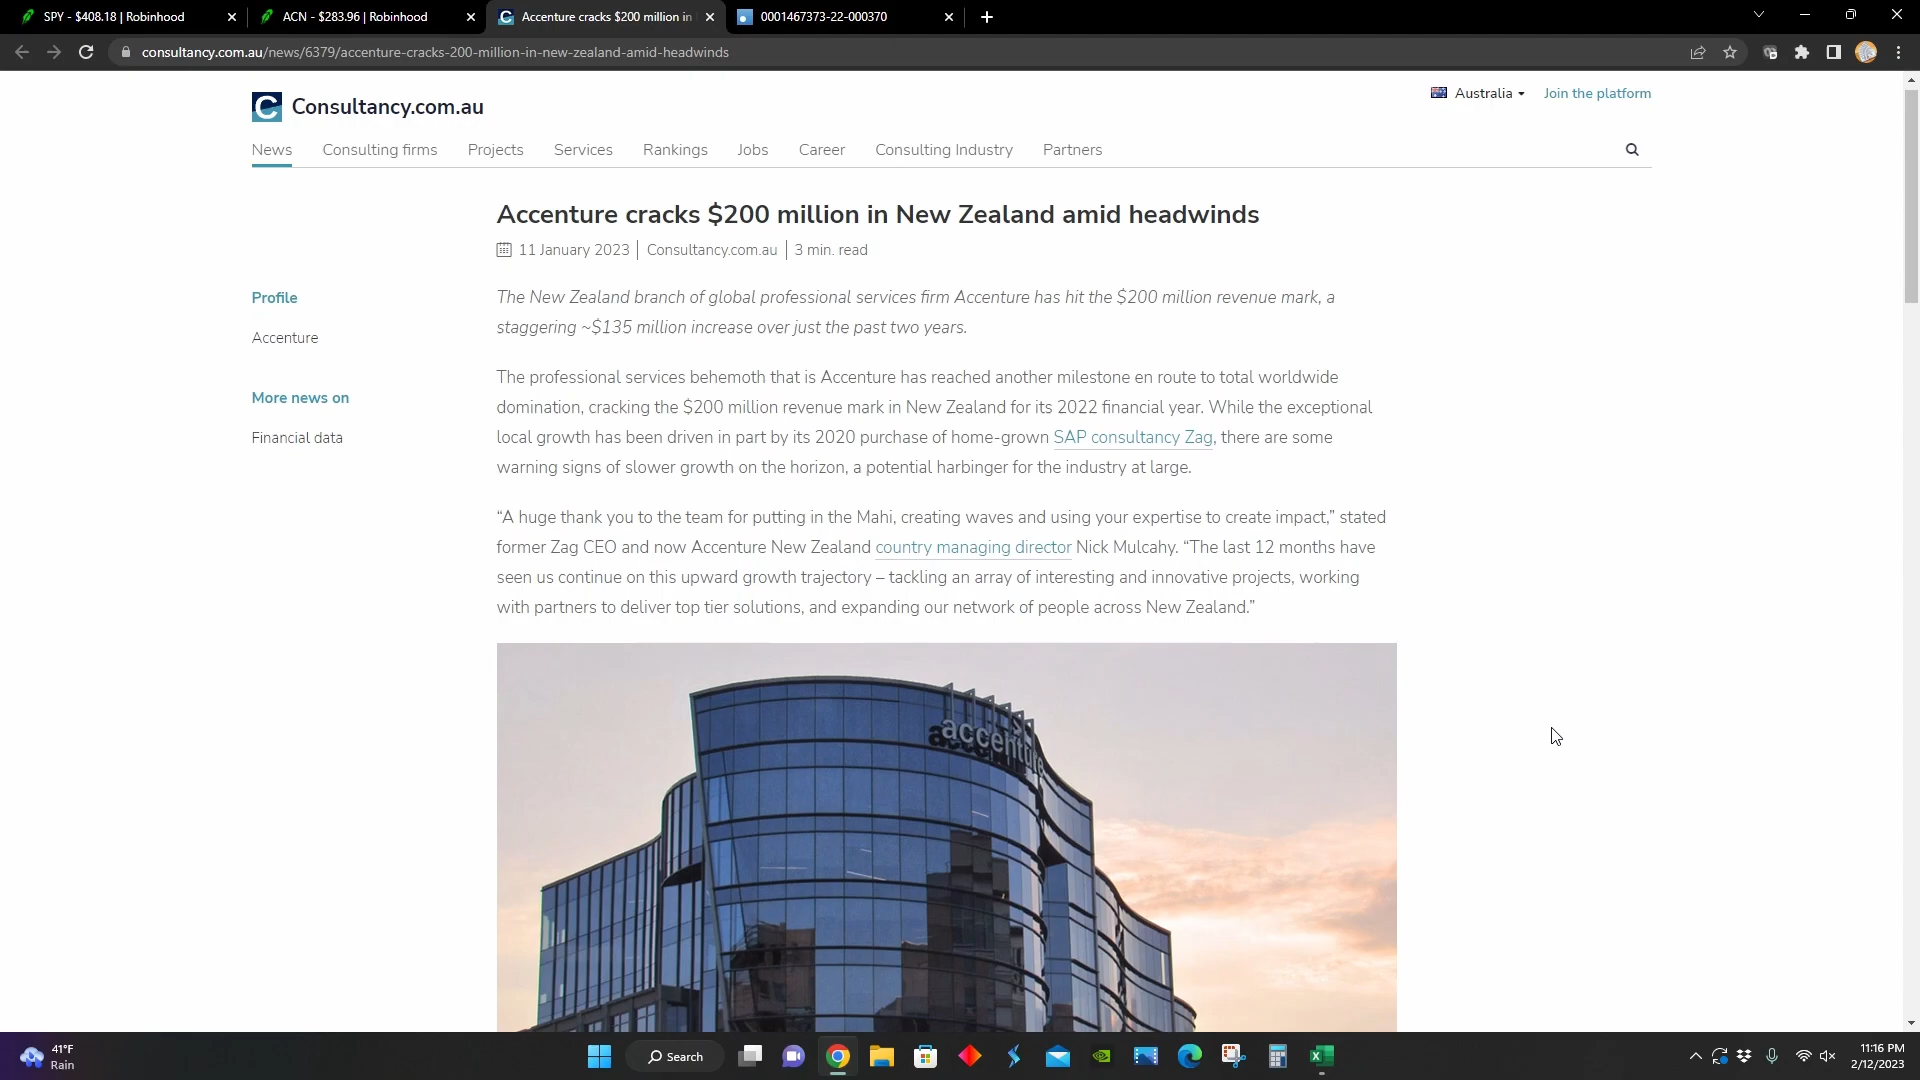 SPY - $408.18 | Robinhood
ACN - $283.96 | Robinhood
Accenture cracks $200 million in
0001467373-22-000370
consultancy.com.au/news/6379/accenture-cracks-200-million-in-new-zealand-amid-headwinds
C Consultancy.com.au
Australia
Join the platform
News
Consulting firms
Projects
Services
Rankings
Jobs
Career
Consulting Industry
Partners
Accenture cracks $200 million in New Zealand amid headwinds
11 January 2023 | Consultancy.com.au | 3 min. read
Profile
Accenture
More news on
Financial data
The New Zealand branch of global professional services firm Accenture has hit the $200 million revenue mark, a
staggering ~$135 million increase over just the past two years.
The professional services behemoth that is Accenture has reached another milestone en route to total worldwide
domination, cracking the $200 million revenue mark in New Zealand for its 2022 financial year. While the exceptional
local growth has been driven in part by its 2020 purchase of home-grown SAP consultancy Zag, there are some
warning signs of slower growth on the horizon, a potential harbinger for the industry at large.
“A huge thank you to the team for putting in the Mahi, creating waves and using your expertise to create impact,” stated
former Zag CEO and now Accenture New Zealand country managing director Nick Mulcahy. “The last 12 months have
seen us continue on this upward growth trajectory – tackling an array of interesting and innovative projects, working
with partners to deliver top tier solutions, and expanding our network of people across New Zealand.”
accenture
41°F
Rain
Search
11:16 PM
2/12/2023